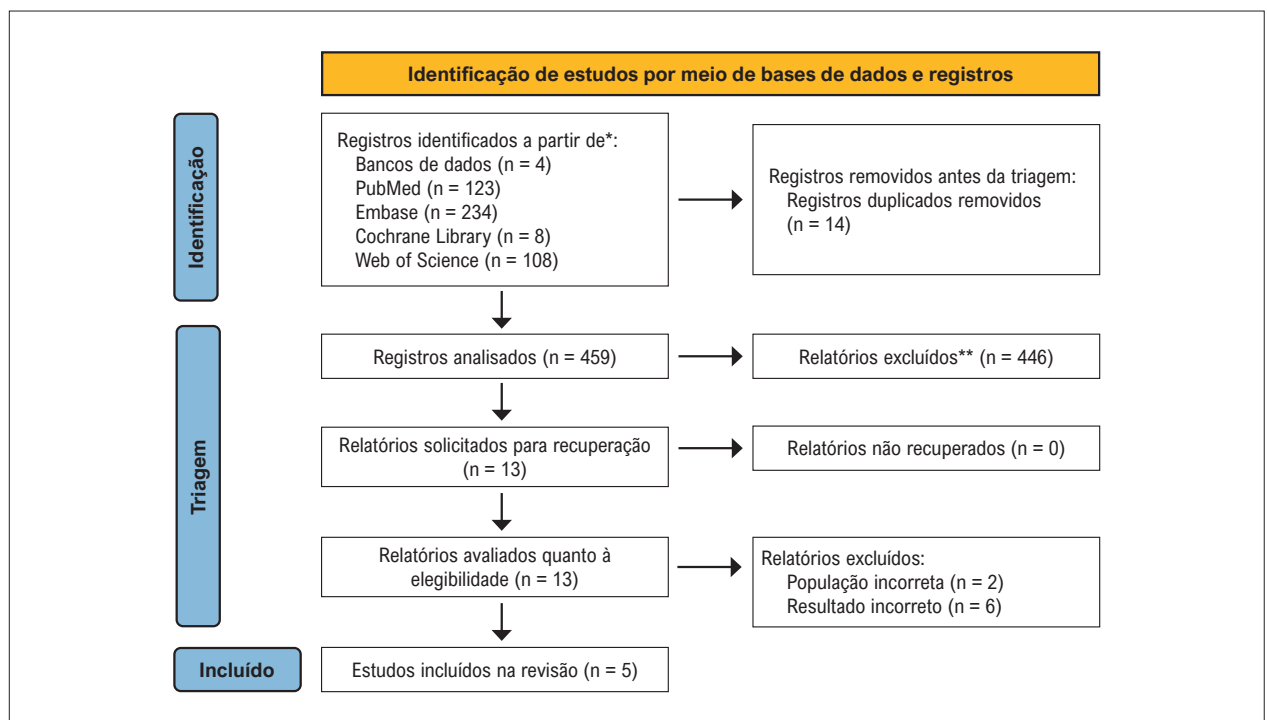 Identificação de estudos por meio de bases de dados e registros
Identificação
Registros identificados a partir de*:
Bancos de dados (n = 4)
PubMed (n = 123)
Embase (n = 234)
Cochrane Library (n = 8)
Web of Science (n = 108)
Registros removidos antes da triagem:
Registros duplicados removidos
(n = 14)
Triagem
Registros analisados (n = 459)
Relatórios excluídos** (n = 446)
Relatórios solicitados para recuperação
(n = 13)
Relatórios não recuperados (n = 0)
Relatórios avaliados quanto à
elegibilidade (n = 13)
Relatórios excluídos:
População incorreta (n = 2)
Resultado incorreto (n = 6)
Incluído
Estudos incluídos na revisão (n = 5)